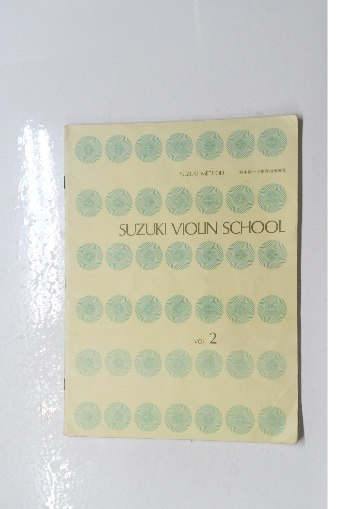 SUZUKI METHOD
SUZUKI VIOLIN SCHOOL
VOL. 2